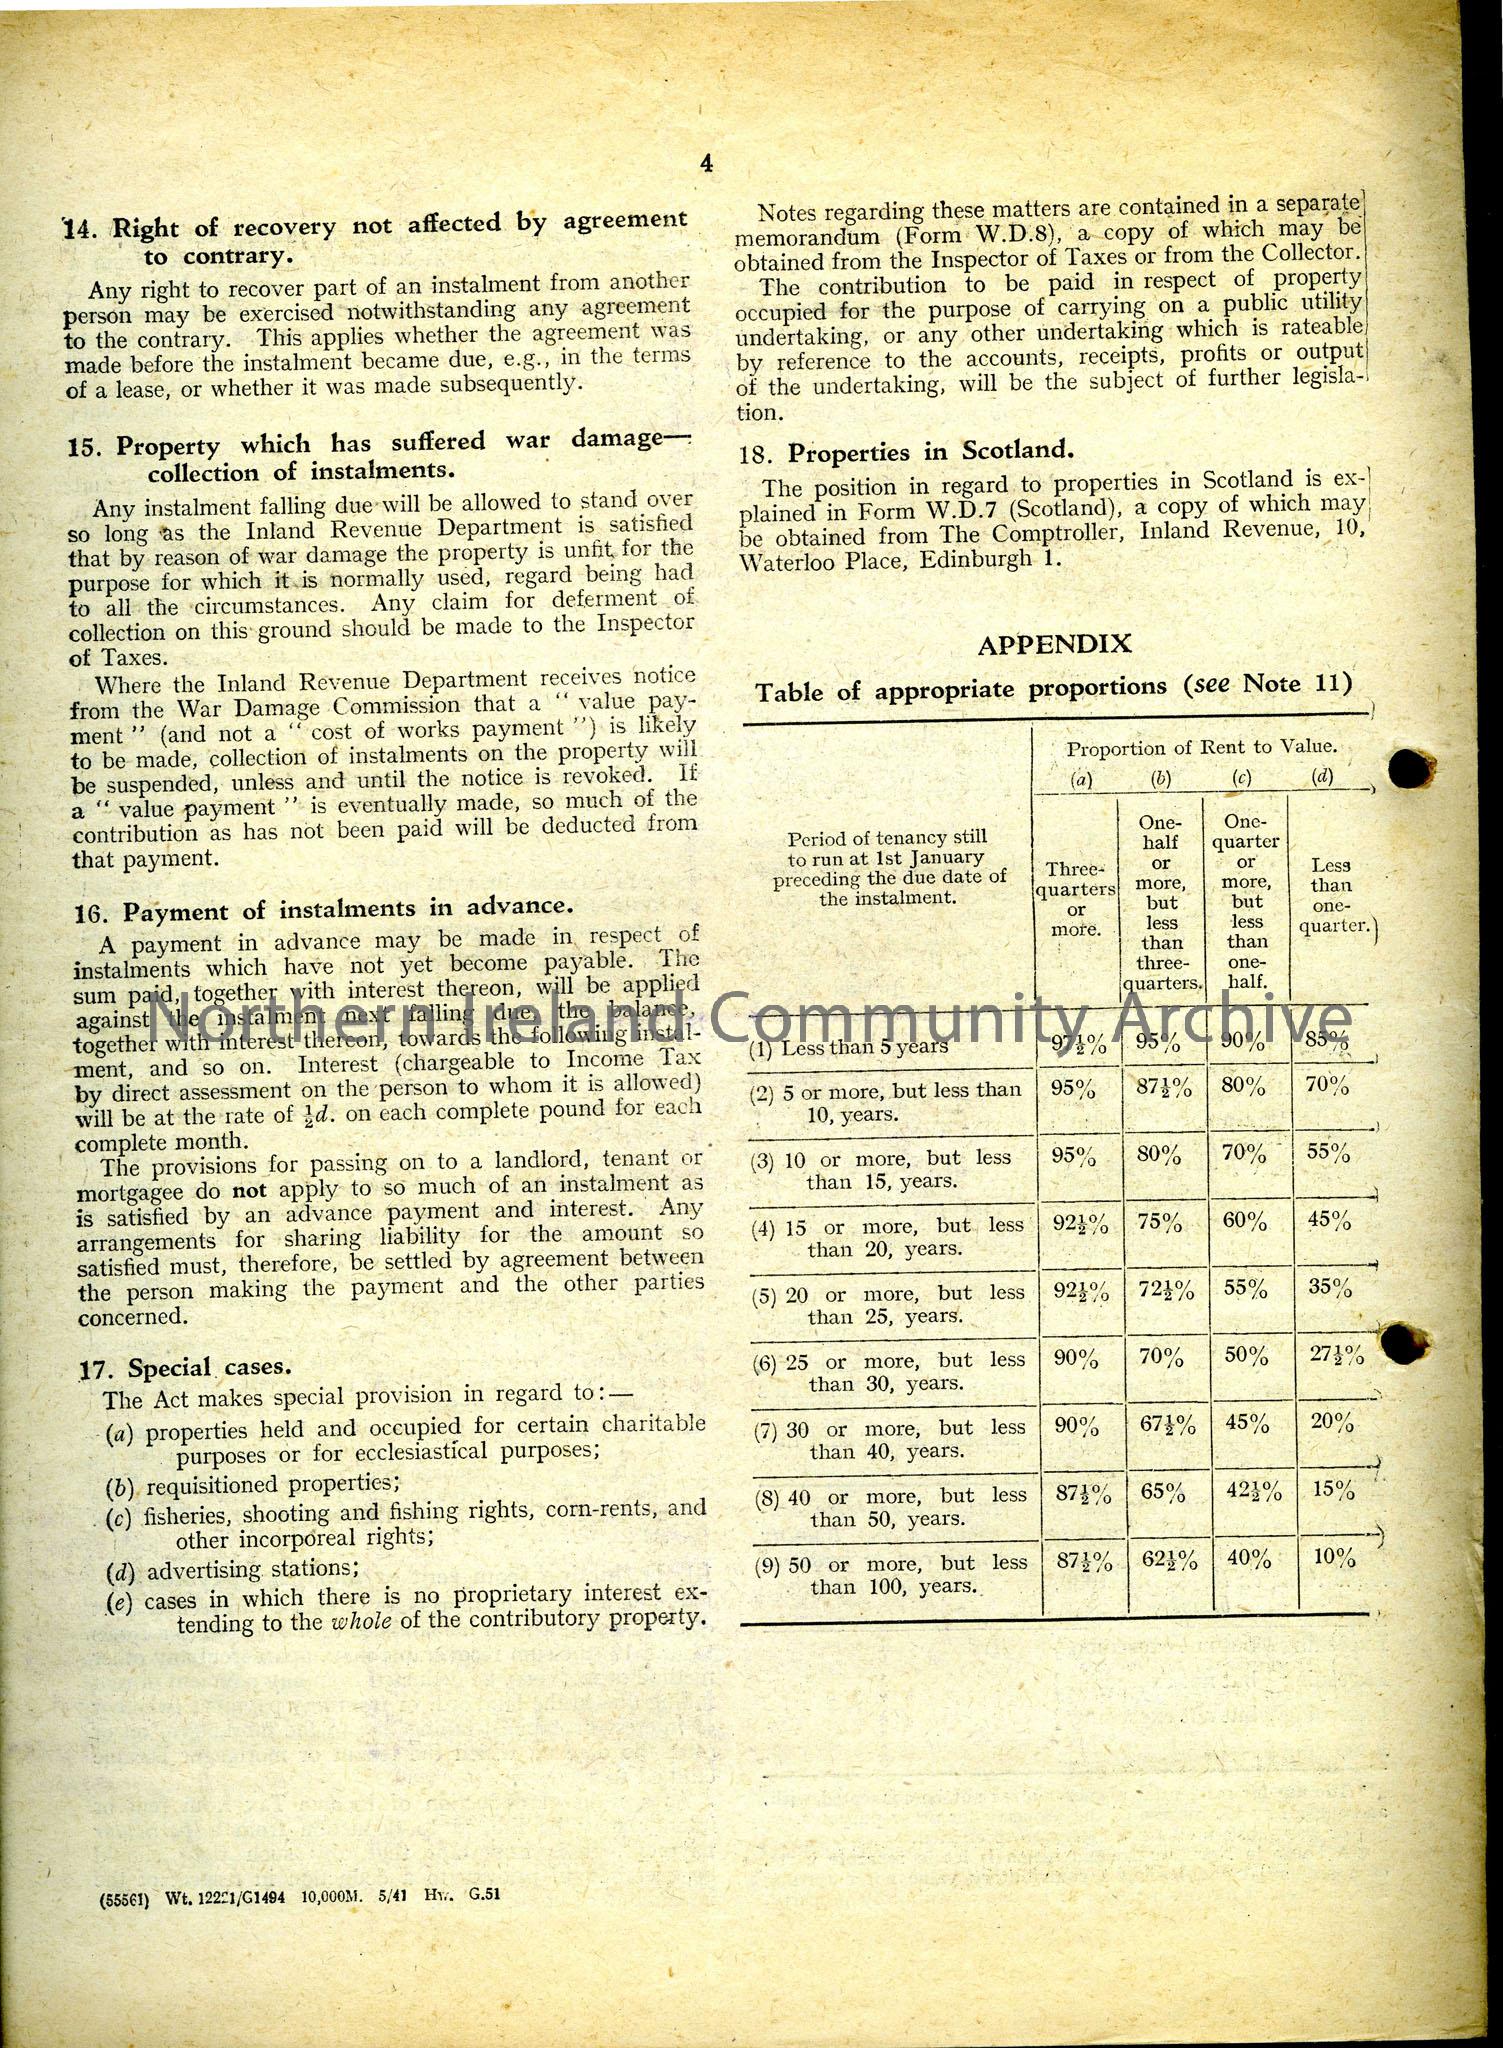 4
14. Right of recovery not affected by agreement
to contrary.
Any right to recover part of an instalment from another
person may be exercised notwithstanding any agreement
to the contrary. This applies whether the agreement was
made before the instalment became due, e.g., in the terms
of a lease, or whether it was made subsequently.
15. Property which has suffered war damage—
collection of instalments.
Any instalment falling due will be allowed to stand over
so long as the Inland Revenue Department is satisfied
that by reason of war damage the property is unfit for the
purpose for which it is normally used, regard being had
to all the circumstances. Any claim for deferment of
collection on this ground should be made to the Inspector
of Taxes.
Where the Inland Revenue Department receives notice
from the War Damage Commission that a “ value pay-
ment ” (and not a “ cost of works payment ”) is likely
to be made, collection of instalments on the property will
be suspended, unless and until the notice is revoked. If
a “ value payment ” is eventually made, so much of the
contribution as has not been paid will be deducted from
that payment.
16. Payment of instalments in advance.
A payment in advance may be made in respect of
instalments which have not yet become payable. The
sum paid, together with interest thereon, will be applied
against the instalment next falling due, the balance,
together with interest thereon, towards the following instal-
ment, and so on. Interest (chargeable to Income Tax
by direct assessment on the person to whom it is allowed)
will be at the rate of ½d. on each complete pound for each
complete month.
The provisions for passing on to a landlord, tenant or
mortgagee do not apply to so much of an instalment as
is satisfied by an advance payment and interest. Any
arrangements for sharing liability for the amount so
satisfied must, therefore, be settled by agreement between
the person making the payment and the other parties
concerned.
17. Special cases.
The Act makes special provision in regard to:—
(a) properties held and occupied for certain charitable
purposes or for ecclesiastical purposes;
(b) requisitioned properties;
(c) fisheries, shooting and fishing rights, corn-rents, and
other incorporeal rights;
(d) advertising stations;
(e) cases in which there is no proprietary interest ex-
tending to the whole of the contributory property.
Notes regarding these matters are contained in a separate
memorandum (Form W.D.8), a copy of which may be
obtained from the Inspector of Taxes or from the Collector.
The contribution to be paid in respect of property
occupied for the purpose of carrying on a public utility
undertaking, or any other undertaking which is rateable
by reference to the accounts, receipts, profits or output
of the undertaking, will be the subject of further legisla-
tion.
18. Properties in Scotland.
The position in regard to properties in Scotland is ex-
plained in Form W.D.7 (Scotland), a copy of which may
be obtained from The Comptroller, Inland Revenue, 10,
Waterloo Place, Edinburgh 1.
APPENDIX
Table of appropriate proportions (see Note 11)
Proportion of Rent to Value.
(a) (b) (c) (d)
Period of tenancy still
to run at 1st January
preceding the due date of
the instalment.
Three-
quarters
or
more.
One-
half
or
more,
but
less
than
three-
quarters.
One-
quarter
or
more,
but
less
than
one-
half.
Less
than
one-
quarter.
(1) Less than 5 years 97½% 95% 90% 85%
(2) 5 or more, but less than 95% 87½% 80% 70%
10, years.
(3) 10 or more, but less 95% 80% 70% 55%
than 15, years.
(4) 15 or more, but less 92½% 75% 60% 45%
than 20, years.
(5) 20 or more, but less 92½% 72½% 55% 35%
than 25, years.
(6) 25 or more, but less 90% 70% 50% 27½%
than 30, years.
(7) 30 or more, but less 90% 67½% 45% 20%
than 40, years.
(8) 40 or more, but less 87½% 65% 42½% 15%
than 50, years.
(9) 50 or more, but less 87½% 62½% 40% 10%
than 100, years.
Northern Ireland Community Archive
(55561) Wt. 12221/G1494 10,000M. 5/41 Hw. G.51